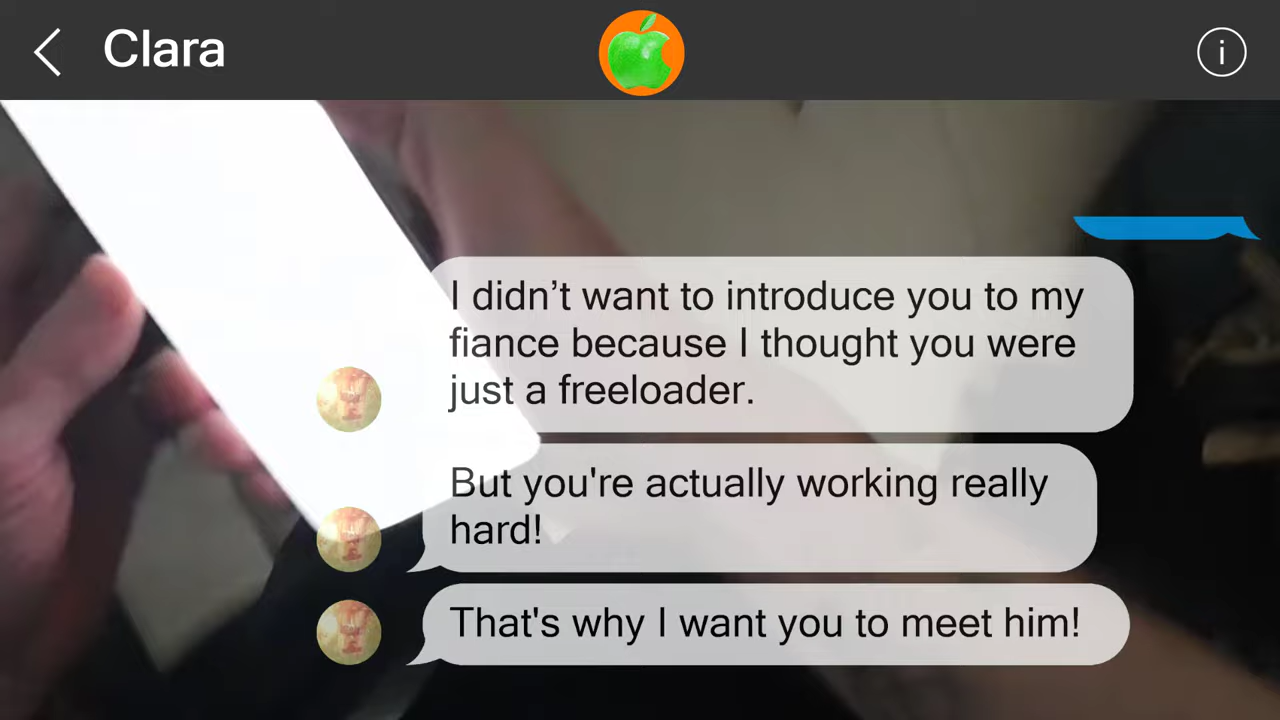 Clara
i
I didn’t want to introduce you to my
fiance because I thought you were
just a freeloader.
But you're actually working really
hard!
That's why I want you to meet him!